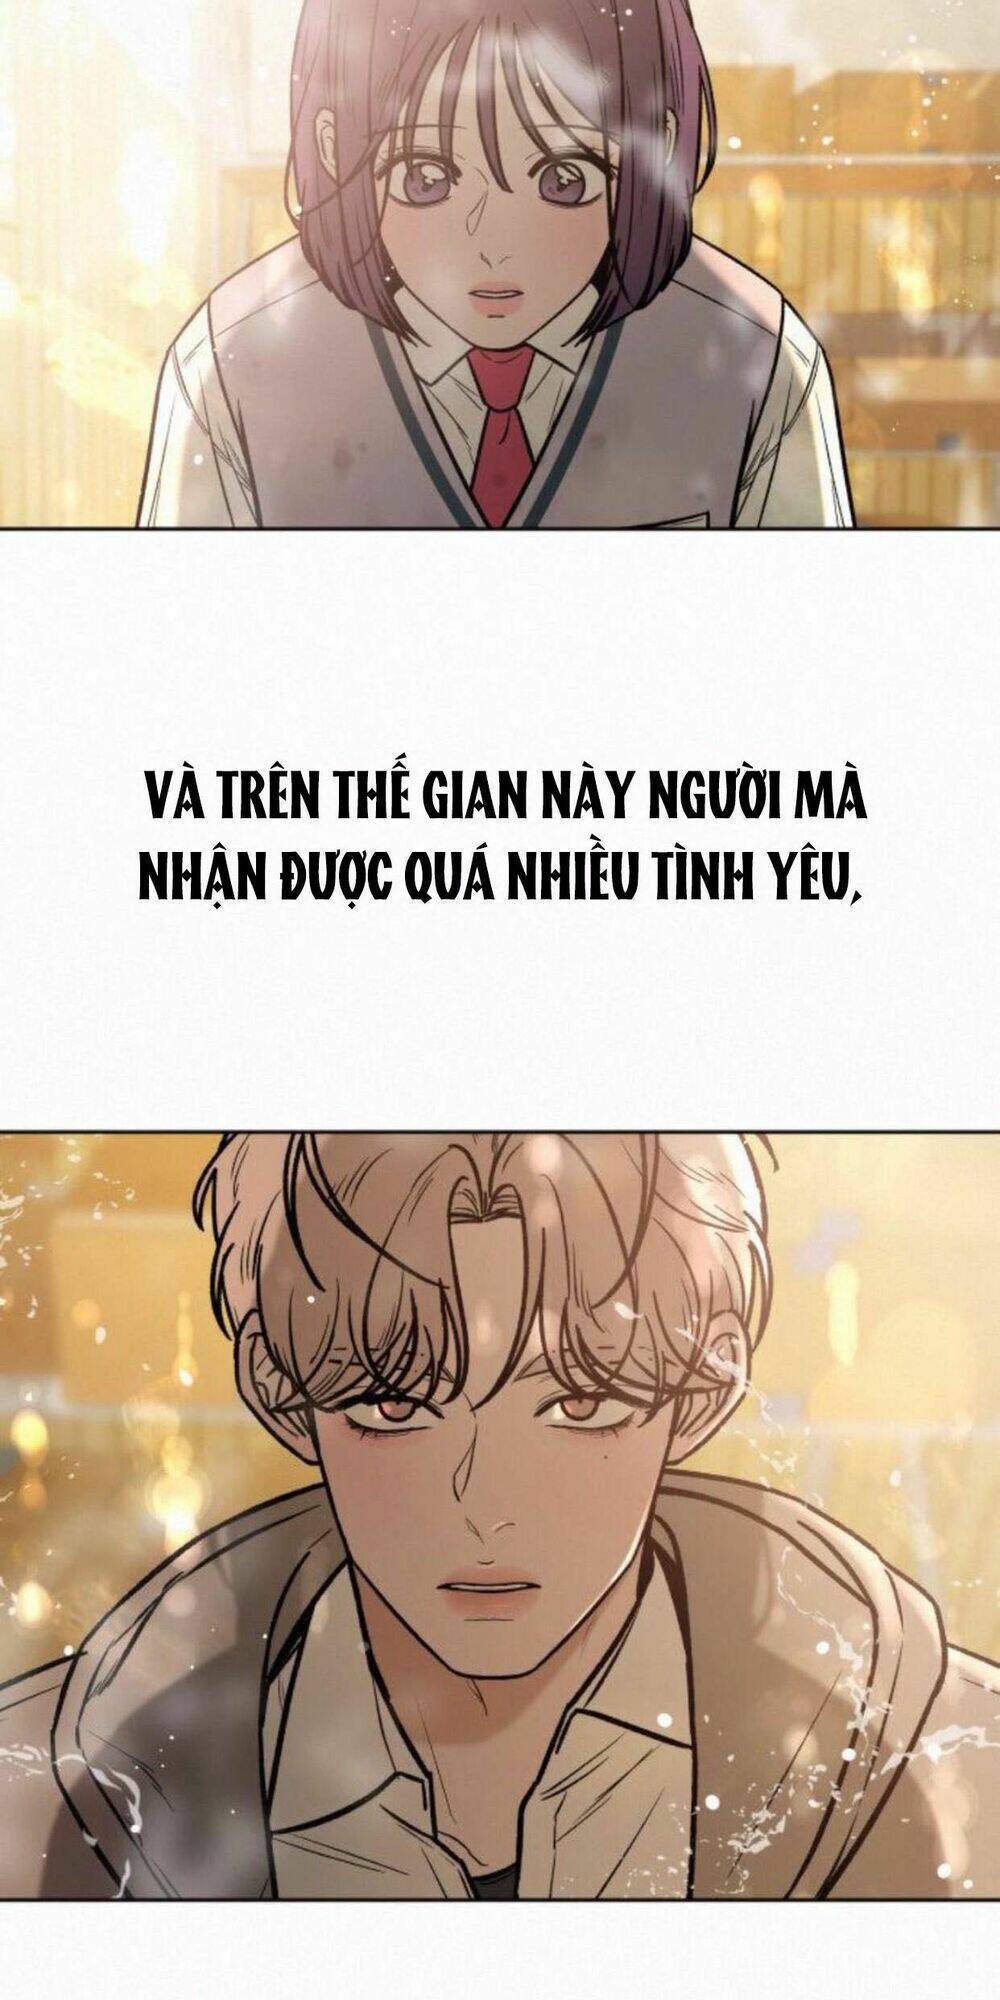 VÀ TRÊN THẾ GIAN NÀY NGƯỜI MÀ
NHẬN ĐƯỢC QUÁ NHIỀU TÌNH YÊU,